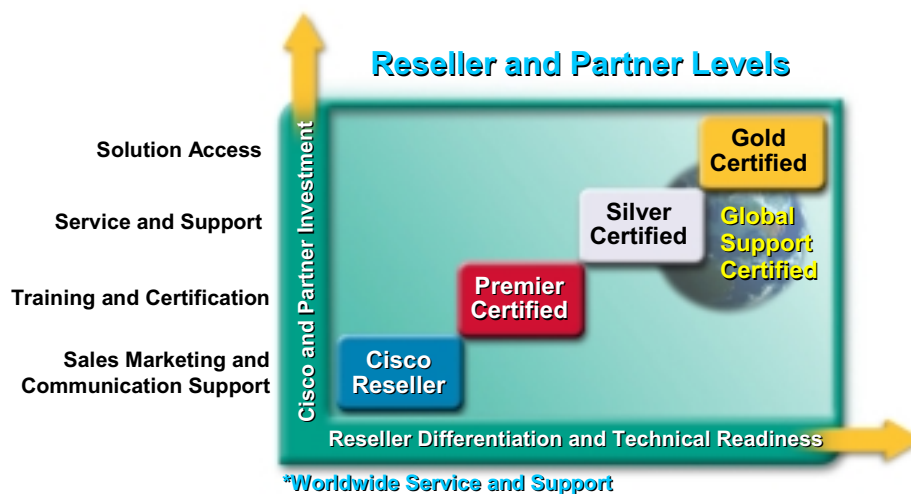 Reseller and Partner Levels
Solution Access
Service and Support
Training and Certification
Sales Marketing and
Communication Support
Cisco and Partner Investment
Gold
Certified
Silver
Certified
Global
Support
Certified
Premier
Certified
Cisco
Reseller
Reseller Differentiation and Technical Readiness
*Worldwide Service and Support